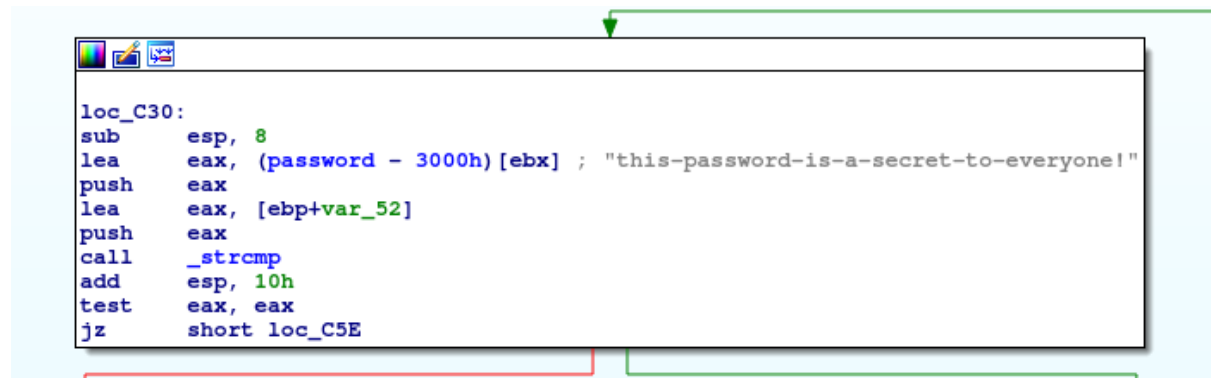 loc_C30:
sub esp, 8
lea eax, (password - 3000h)[ebx] ; "this-password-is-a-secret-to-everyone!"
push eax
lea eax, [ebp+var_52]
push eax
call _strcmp
add esp, 10h
test eax, eax
jz short loc_C5E